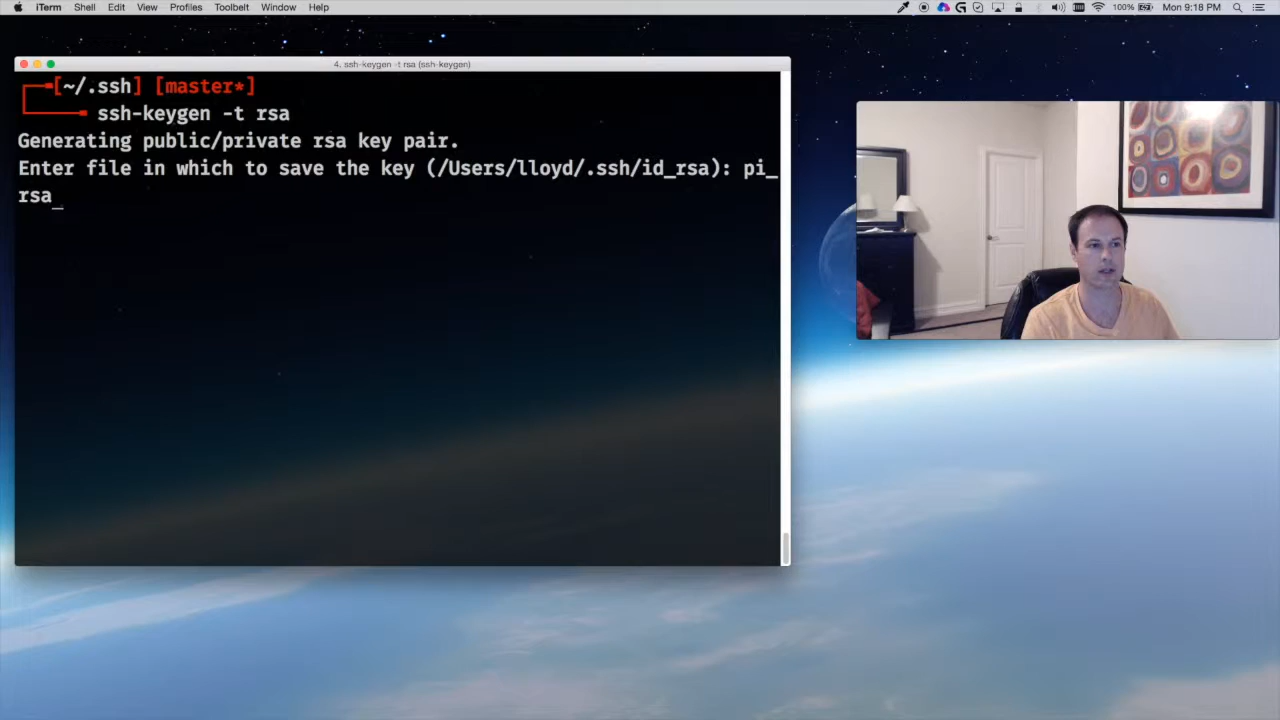 iTerm Shell Edit View Profiles Toolbelt Window Help 100% Mon 9:18 PM
4. ssh-keygen -t rsa (ssh-keygen)
[~/.ssh] [master*]
ssh-keygen -t rsa
Generating public/private rsa key pair.
Enter file in which to save the key (/Users/lloyd/.ssh/id_rsa): pi_
rsa_